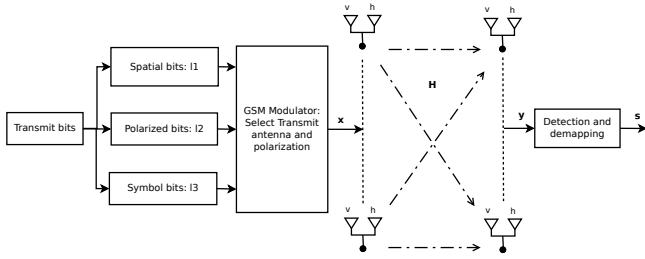 Transmit bits
Spatial bits: l1
Polarized bits: l2
Symbol bits: l3
GSM Modulator:
Select Transmit
antenna and
polarization
x
v h
v h
H
v h
v h
y
Detection and
demapping
s